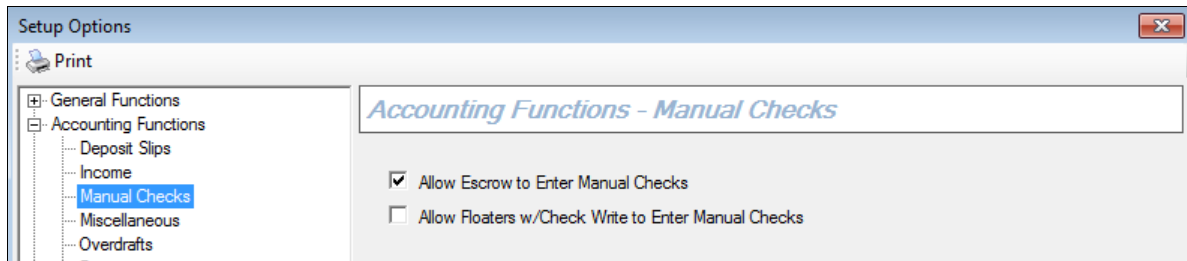 Setup Options
Print
General Functions
Accounting Functions
Deposit Slips
Income
Manual Checks
Miscellaneous
Overdrafts
Accounting Functions - Manual Checks
Allow Escrow to Enter Manual Checks
Allow Floaters w/Check Write to Enter Manual Checks